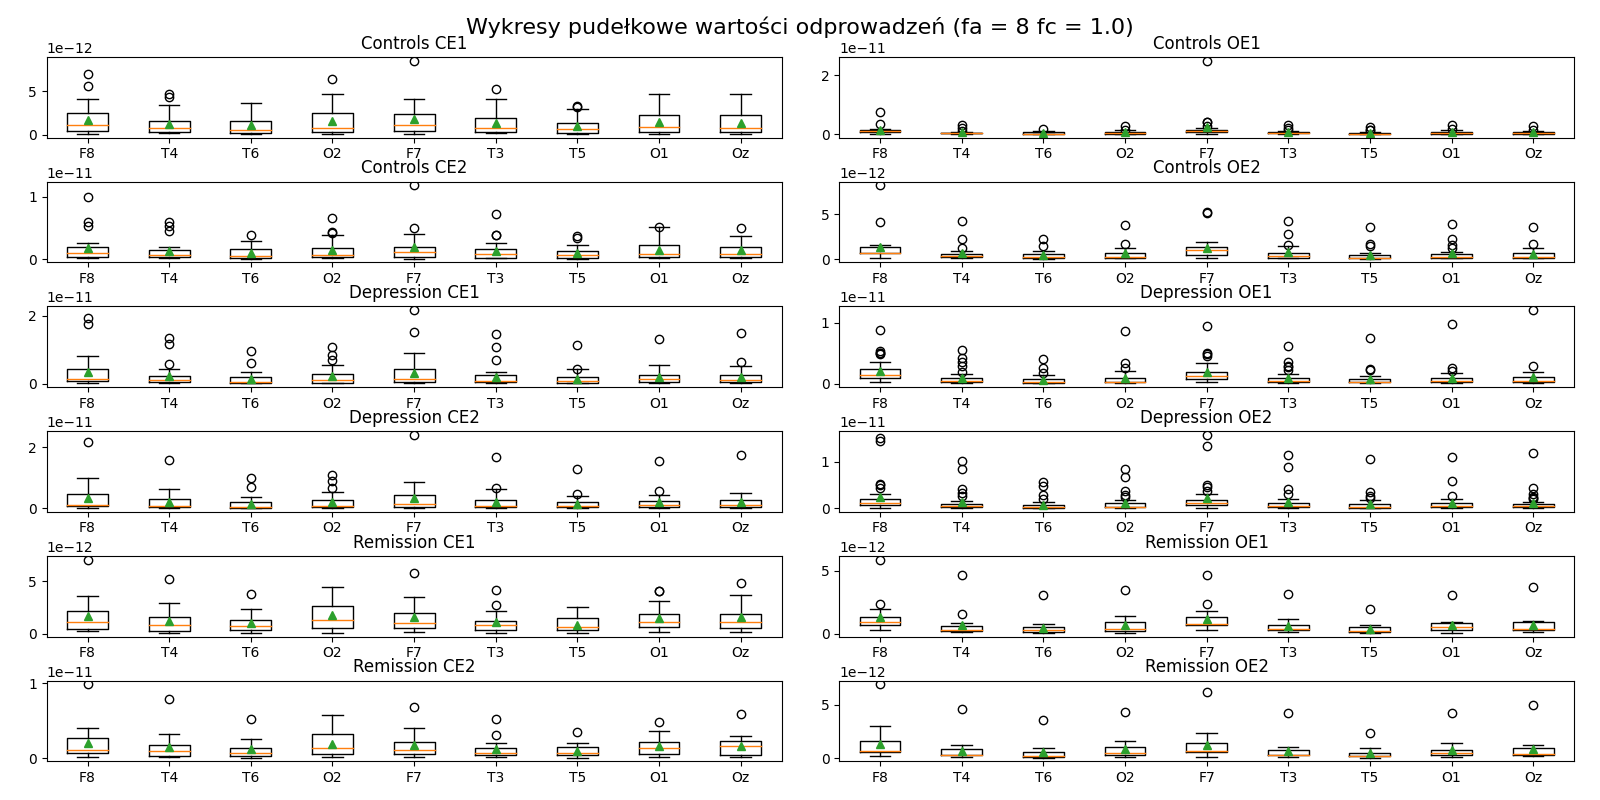 Wykresy pudełkowe wartości odprowadzeń (fa = 8 fc = 1.0)
Controls CE1
1e−12
5
0
F8 T4 T6 O2 F7 T3 T5 O1 Oz
Controls OE1
1e−11
2
0
F8 T4 T6 O2 F7 T3 T5 O1 Oz
Controls CE2
1e−11
1
0
F8 T4 T6 O2 F7 T3 T5 O1 Oz
Controls OE2
1e−12
5
0
F8 T4 T6 O2 F7 T3 T5 O1 Oz
Depression CE1
1e−11
2
0
F8 T4 T6 O2 F7 T3 T5 O1 Oz
Depression OE1
1e−11
1
0
F8 T4 T6 O2 F7 T3 T5 O1 Oz
Depression CE2
1e−11
2
0
F8 T4 T6 O2 F7 T3 T5 O1 Oz
Depression OE2
1e−11
1
0
F8 T4 T6 O2 F7 T3 T5 O1 Oz
Remission CE1
1e−12
5
0
F8 T4 T6 O2 F7 T3 T5 O1 Oz
Remission OE1
1e−12
5
0
F8 T4 T6 O2 F7 T3 T5 O1 Oz
Remission CE2
1e−11
1
0
F8 T4 T6 O2 F7 T3 T5 O1 Oz
Remission OE2
1e−12
5
0
F8 T4 T6 O2 F7 T3 T5 O1 Oz